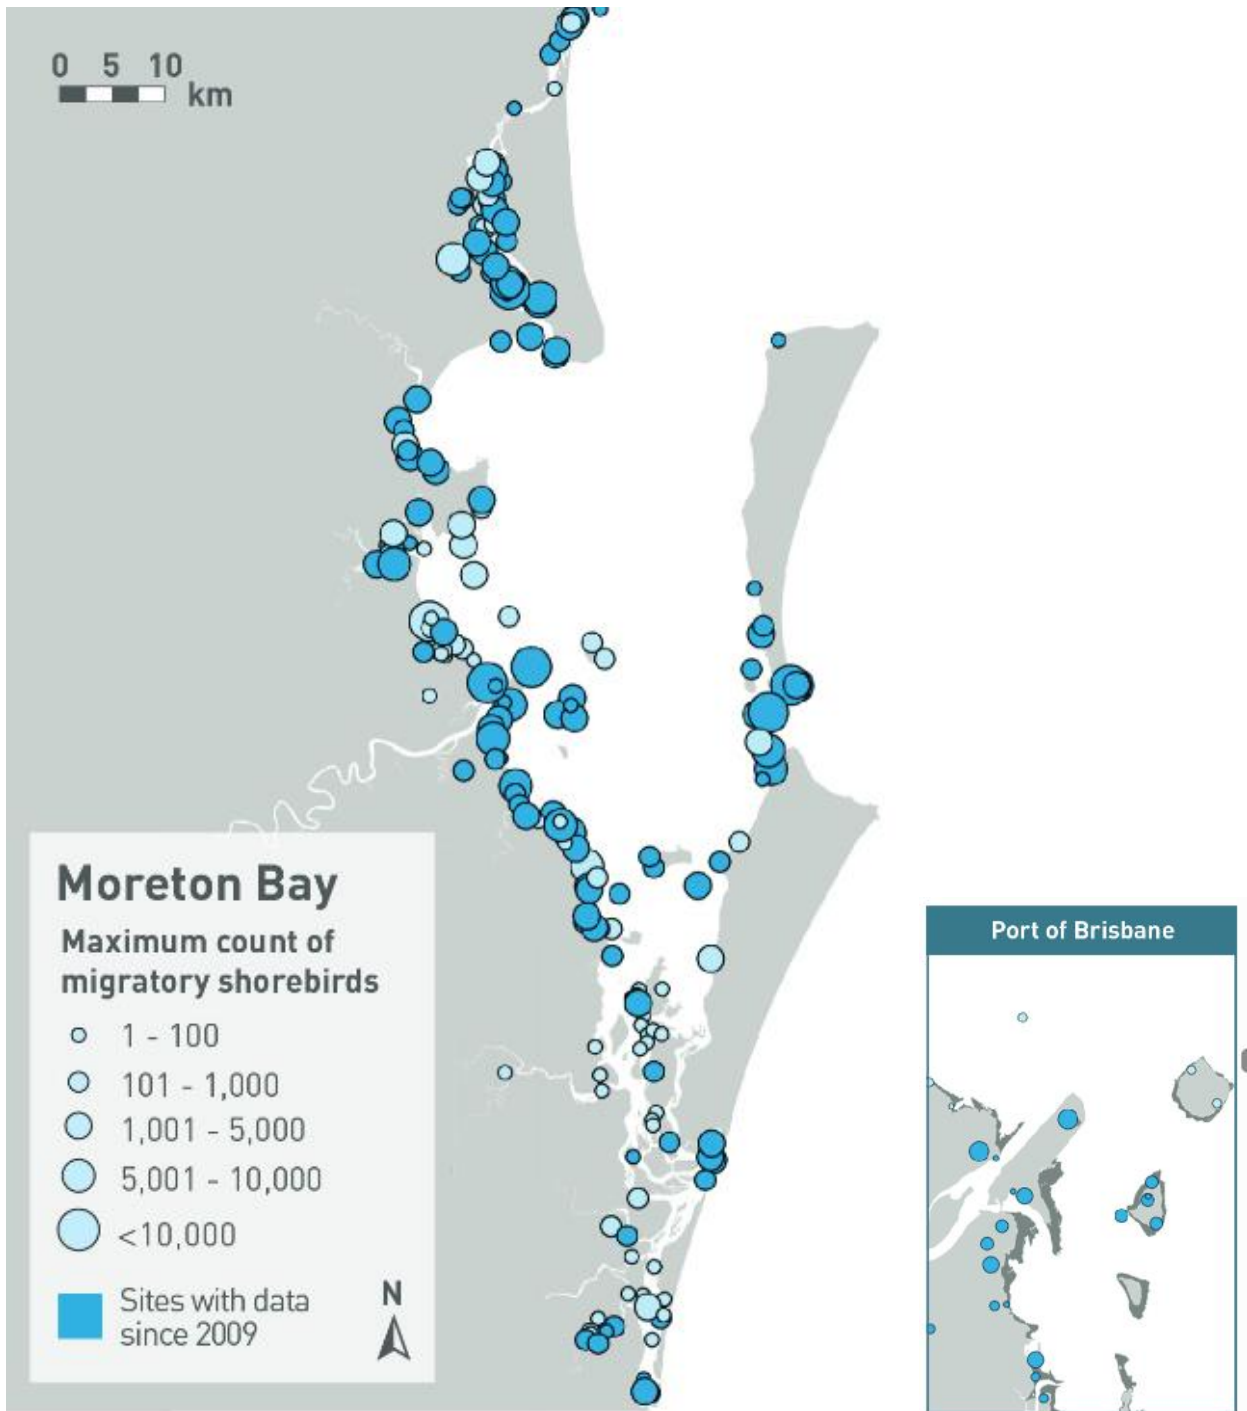 0 5 10
km
Moreton Bay
Maximum count of
migratory shorebirds
1 - 100
101 - 1,000
1,001 - 5,000
5,001 - 10,000
<10,000
Sites with data
since 2009
N
Port of Brisbane